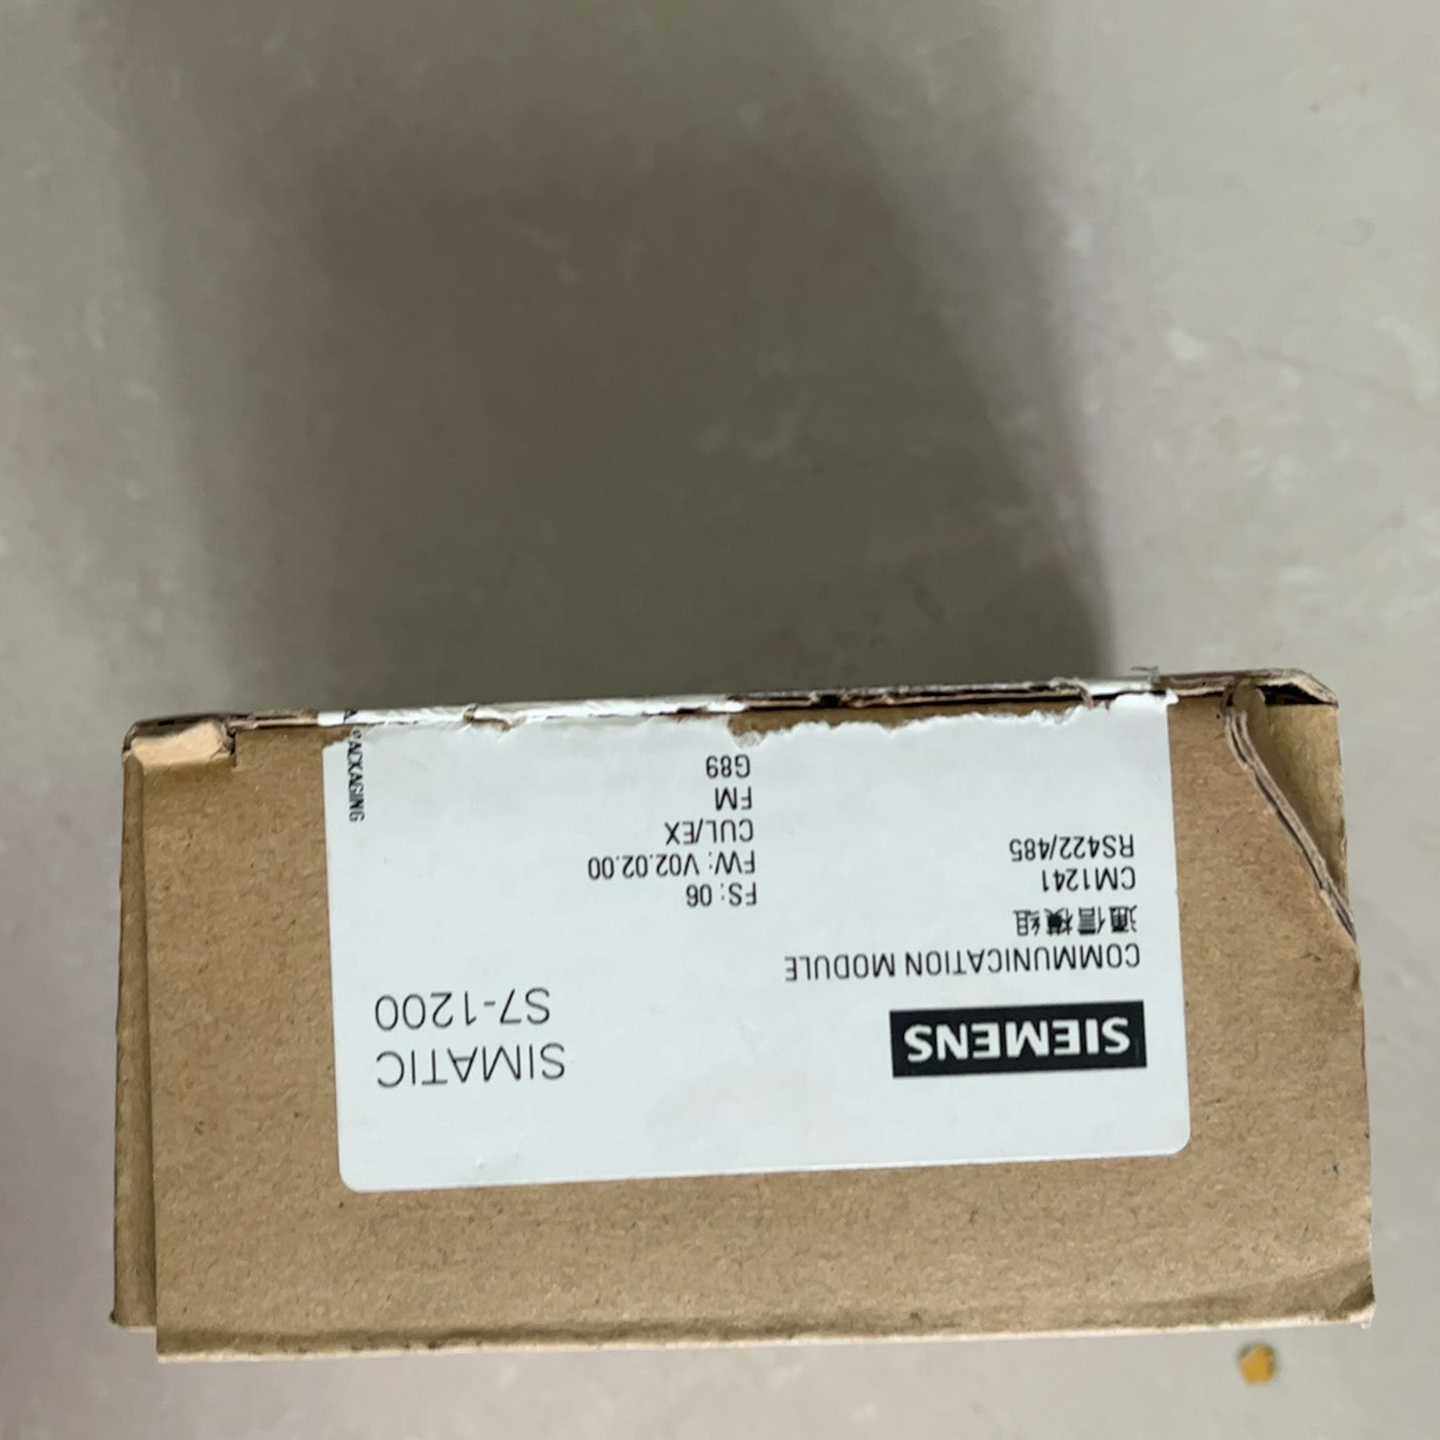 SIEMENS
SIMATIC
S7-1200
COMMUNICATION MODULE
通信模組
CM1241
RS422/485
FS: 06
FW: V02.02.00
CUL/EX
FM
G89
PACKAGING